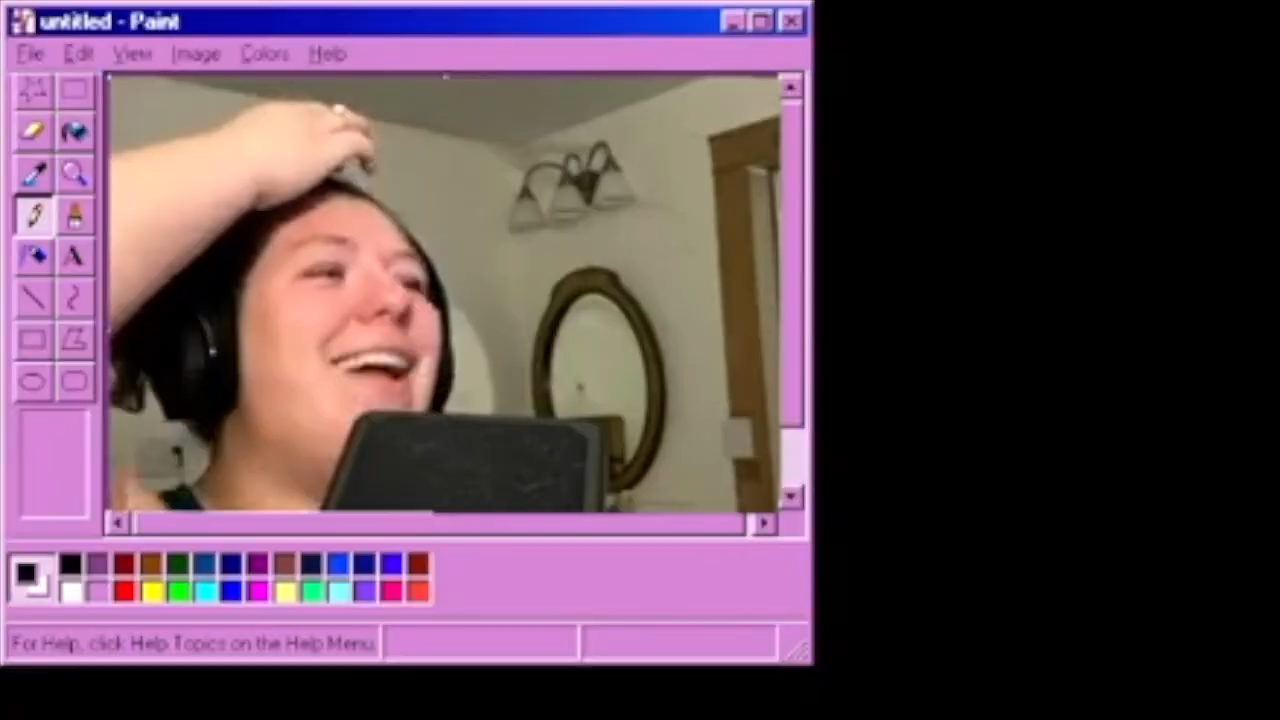 untitled - Paint
File Edit View Image Colors Help
A
For Help, click Help Topics on the Help Menu.